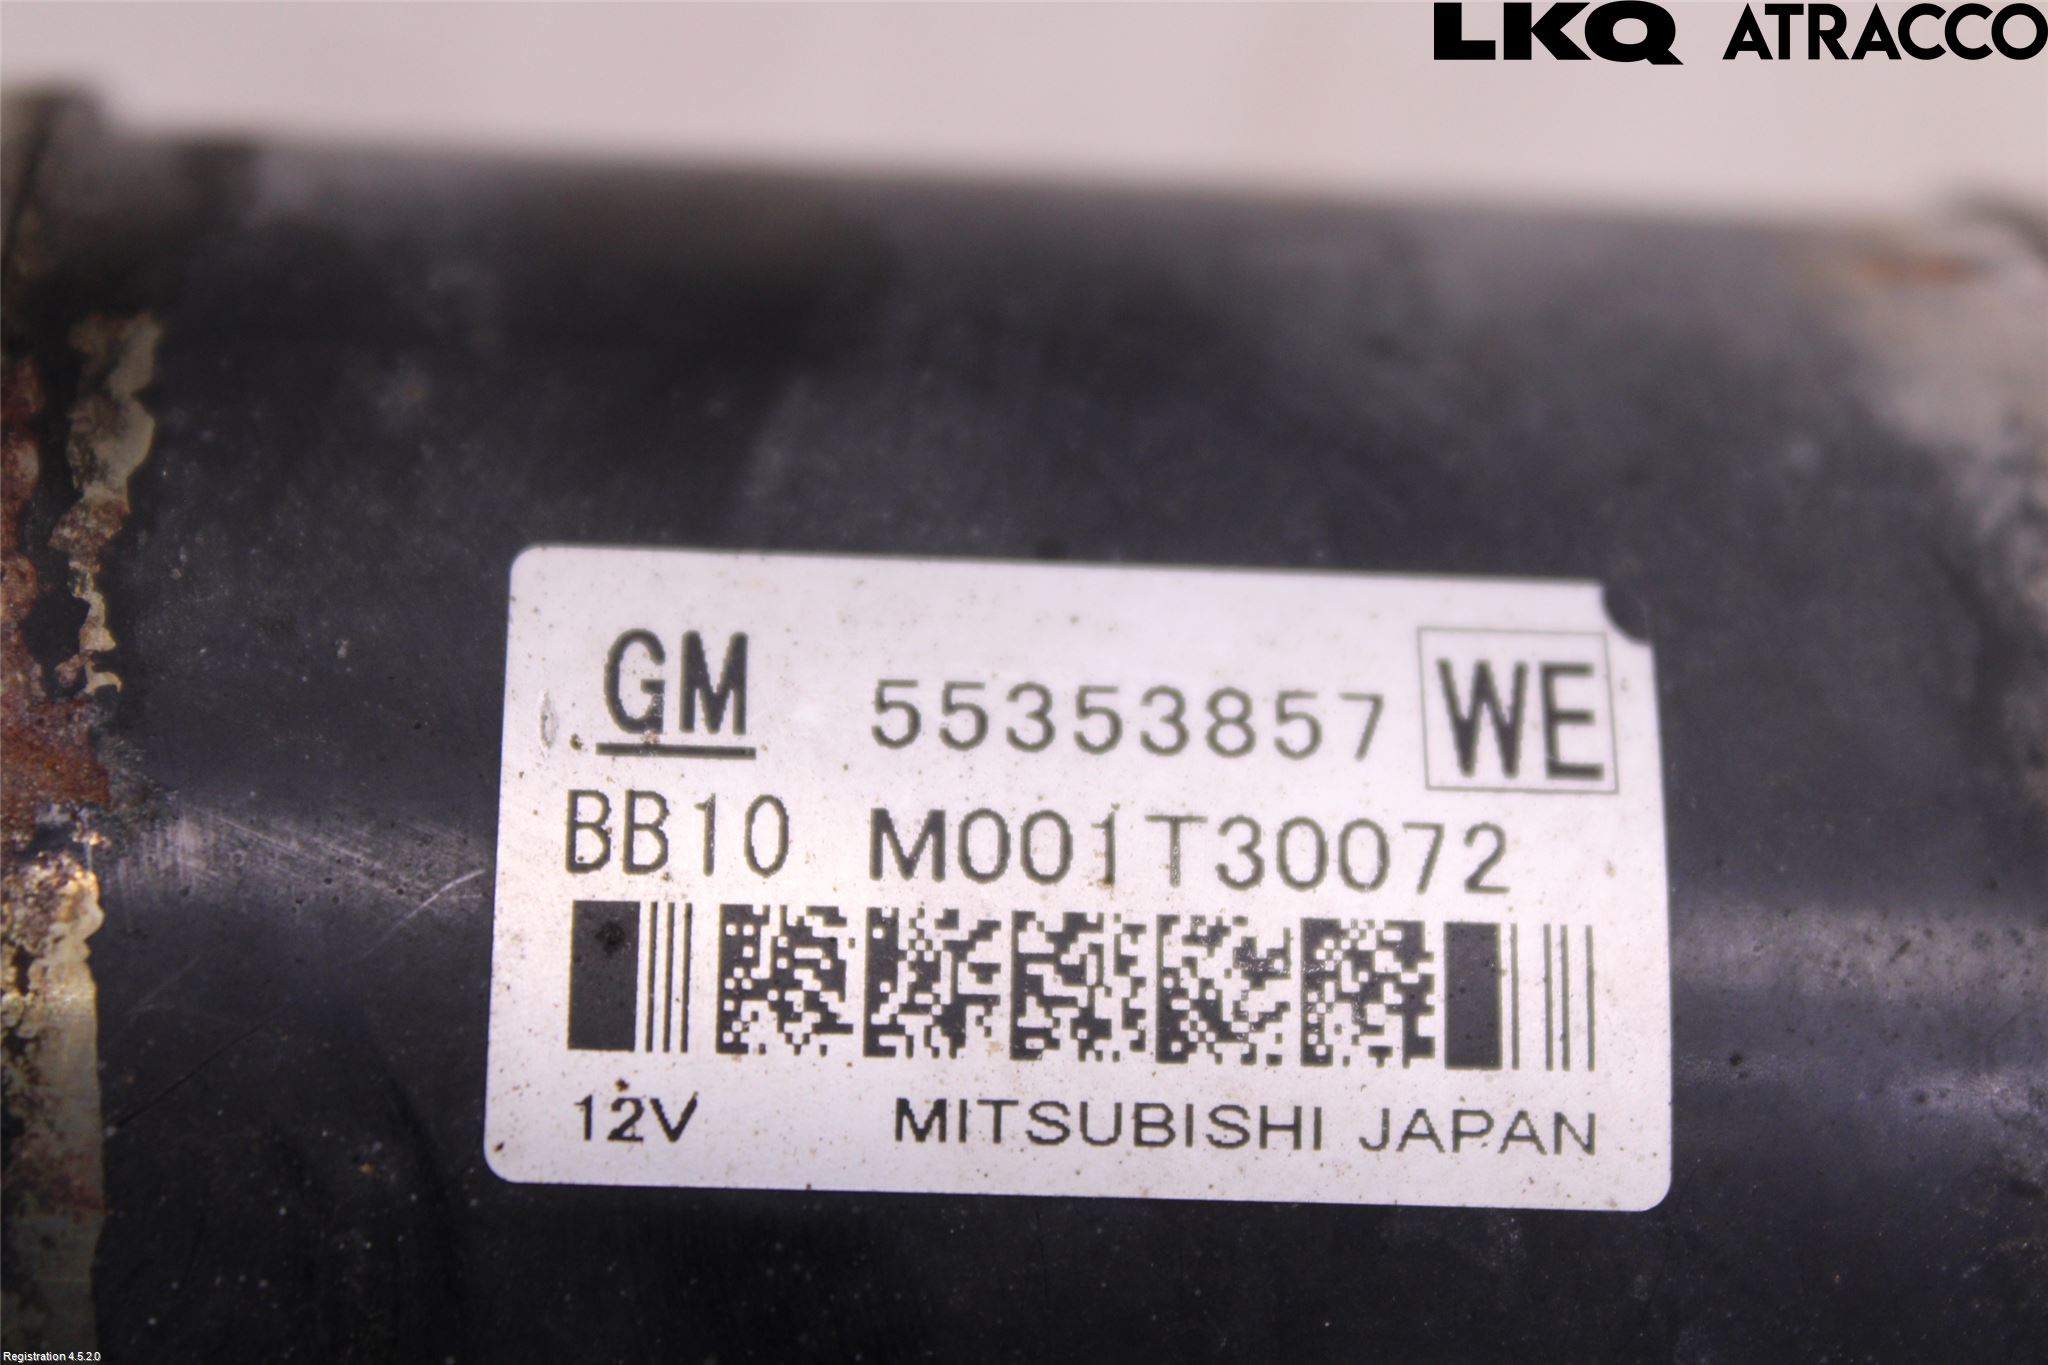 LKQ ATRACCO
GM 55353857 WE
BB10 M001T30072
12V MITSUBISHI JAPAN
Registration 4.5.2.0